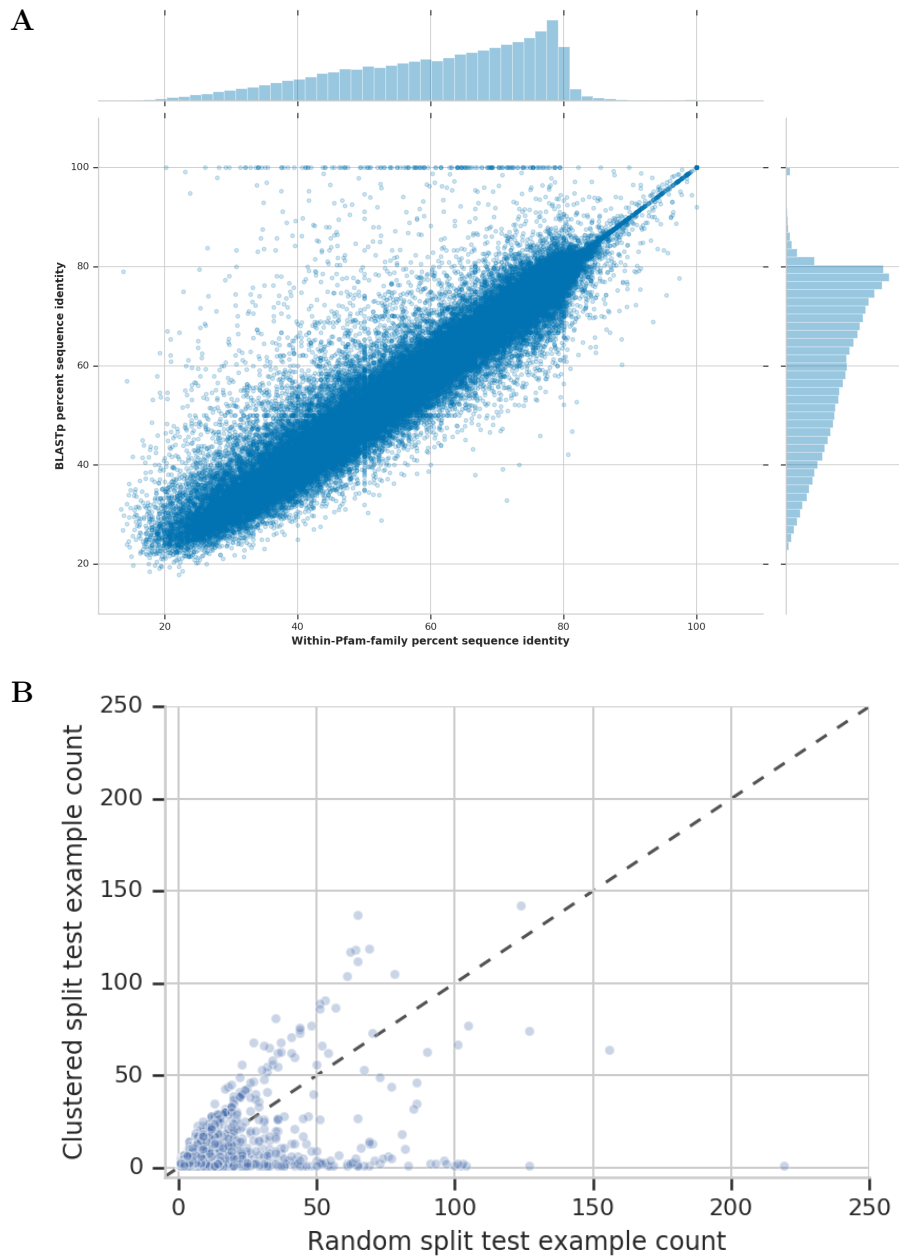 A
100
80
60
40
20
BLASTp percent sequence identity
20 40 60 80 100
Within-Pfam-family percent sequence identity
B
250
200
150
100
50
0
Clustered split test example count
0 50 100 150 200 250
Random split test example count